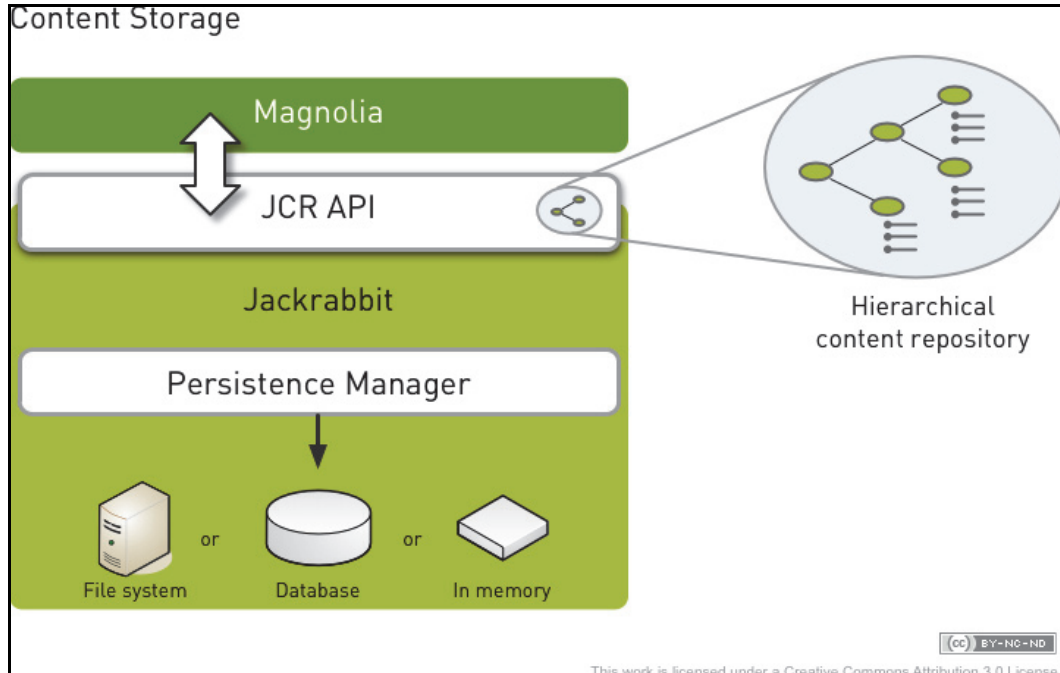 Content Storage
Magnolia
JCR API
Jackrabbit
Hierarchical
content repository
Persistence Manager
or
or
File system
Database
In memory
(cc) BY-NC-ND
This work is licensed under a Creative Commons Attribution 3.0 License